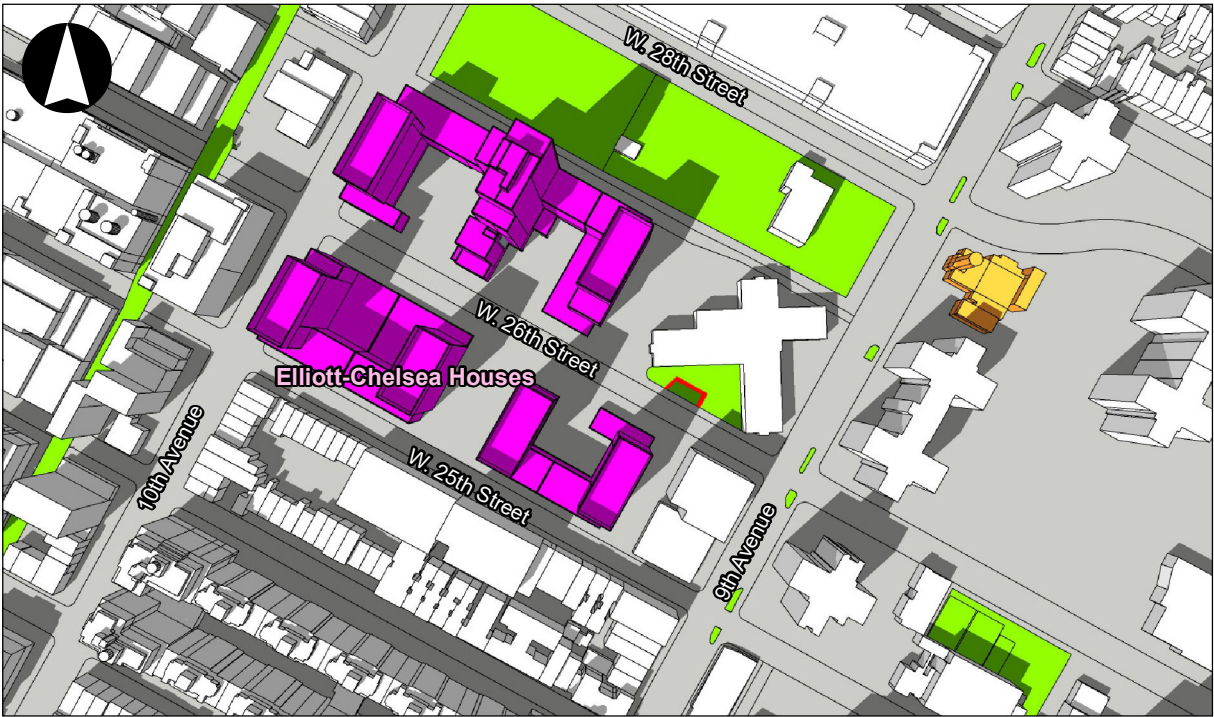 W. 28th Street
W. 26th Street
Elliott-Chelsea Houses
10th Avenue
W. 25th Street
9th Avenue